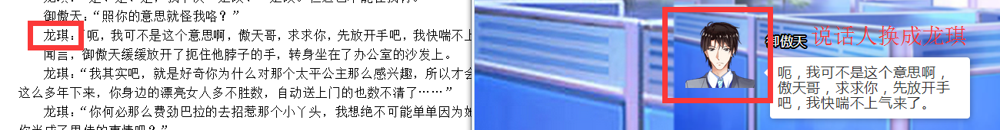 御傲天：“照你的意思就怪我咯？”
龙琪：“呃，我可不是这个意思啊，傲天哥，求求你，先放开手吧，我快喘不上
闻言，御傲天缓缓放开了扼住他脖子的手，转身坐在了办公室的沙发上。
龙琪：“我其实吧，就是好奇你为什么对那个太平公主那么感兴趣，所以才会
这么多年下来，你身边的漂亮女人多不胜数，自动送上门的也数不清了……”
龙琪：“你何必那么费劲巴拉的去招惹那个小丫头，我想绝不可能单单因为她
御傲天
说话人换成龙琪
呃，我可不是这个意思啊，
傲天哥，求求你，先放开手
吧，我快喘不上气来了。